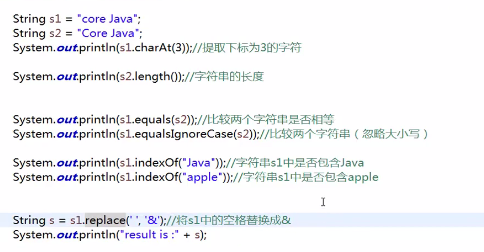 String s1 = "core Java";
String s2 = "Core Java";
System.out.println(s1.charAt(3));//提取下标为3的字符
System.out.println(s2.length());//字符串的长度
System.out.println(s1.equals(s2));//比较两个字符串是否相等
System.out.println(s1.equalsIgnoreCase(s2));//比较两个字符串（忽略大小写）
System.out.println(s1.indexOf("Java"));//字符串s1中是否包含Java
System.out.println(s1.indexOf("apple"));//字符串s1中是否包含apple
String s = s1.replace(' ', '&');//将s1中的空格替换成&
System.out.println("result is :" + s);